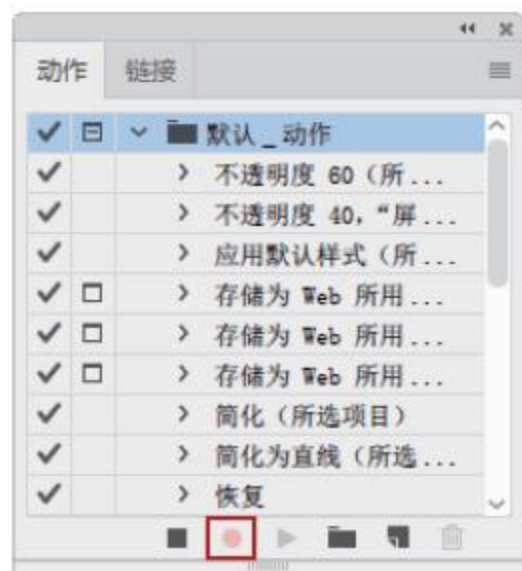 动作 链接
默认_动作
不透明度 60（所...
不透明度 40，“屏...
应用默认样式（所...
存储为 Web 所用...
存储为 Web 所用...
存储为 Web 所用...
简化（所选项目）
简化为直线（所选...
恢复